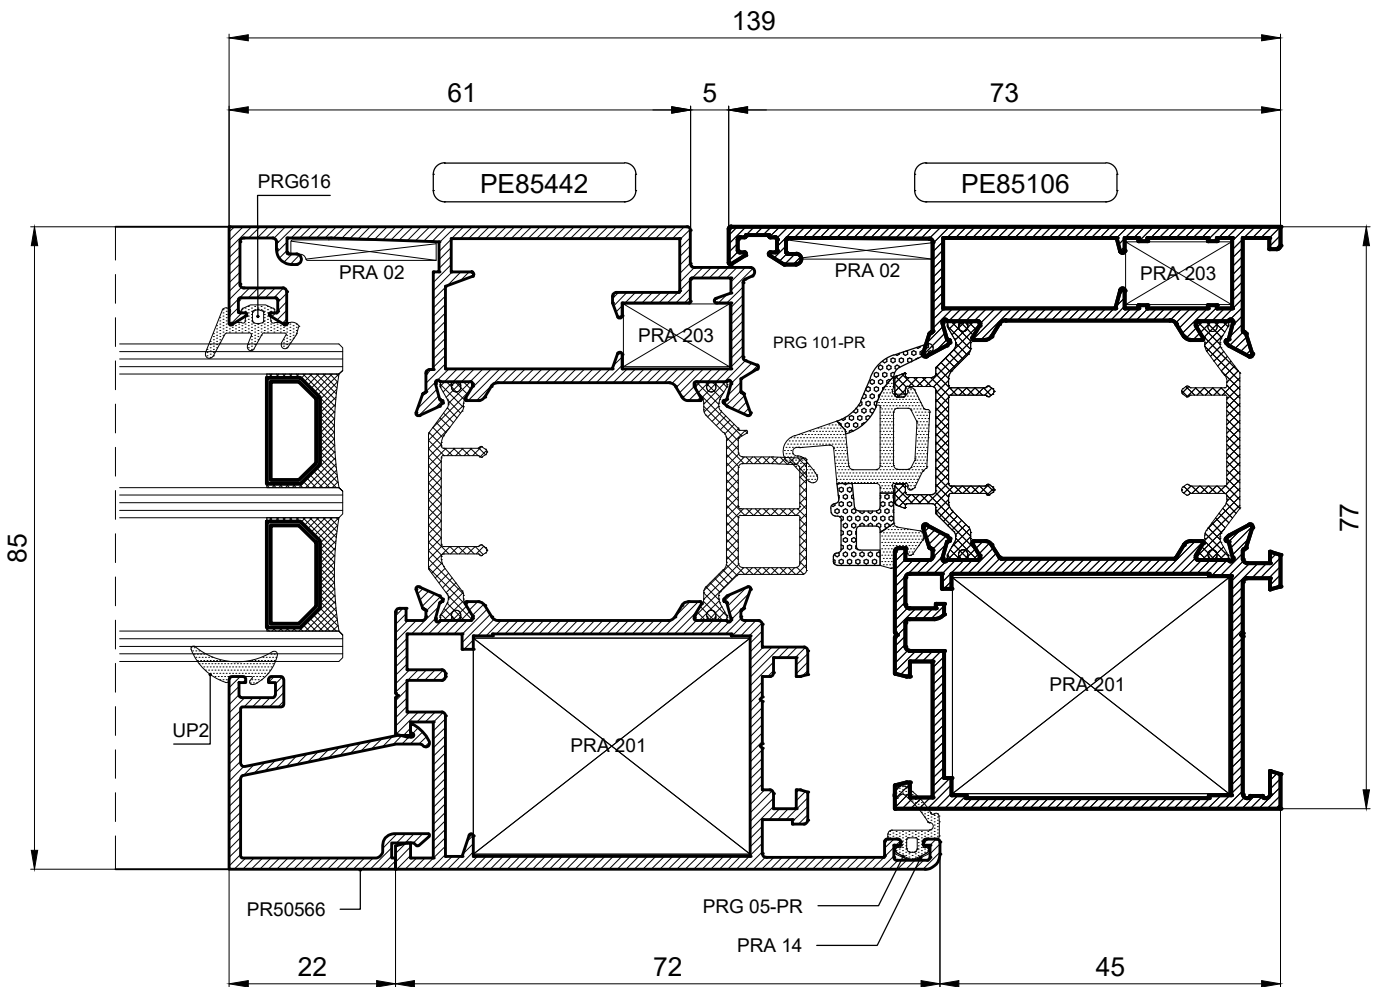 139
61
5
73
PRG616
PE85442
PE85106
PRA 02
PRA 02
PRA 203
PRA 203
PRG 101-PR
85
77
PRA 201
UP2
PRA 201
PR50566
PRG 05-PR
PRA 14
22
72
45